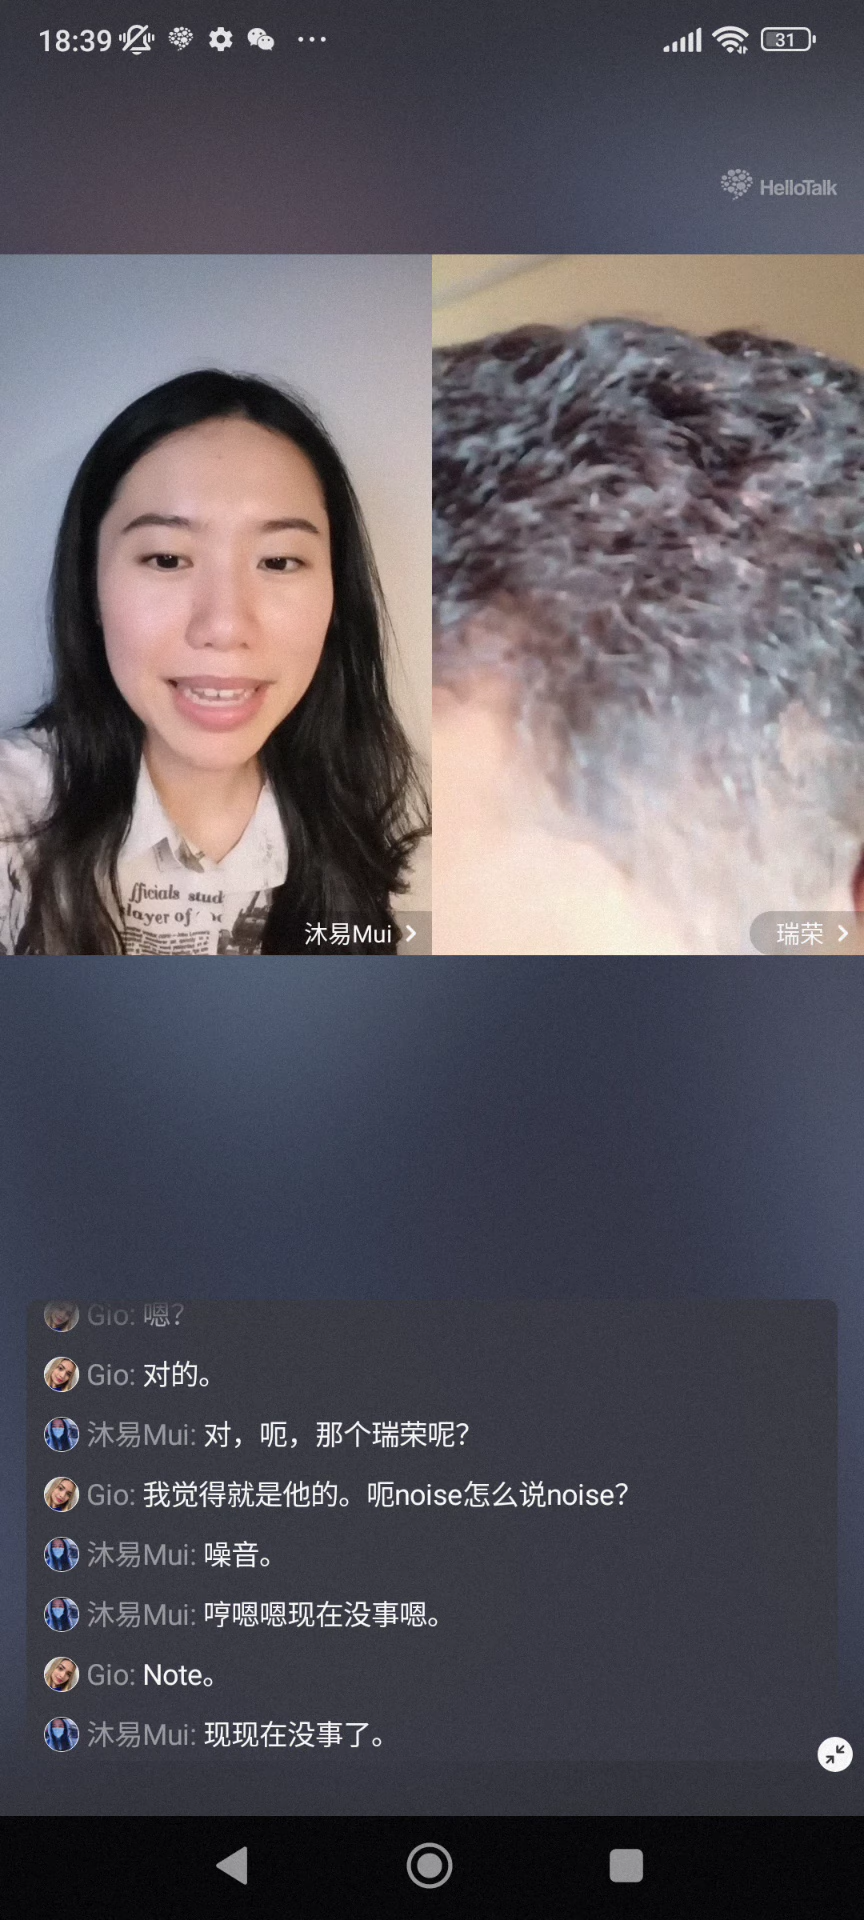 18:39
31
HelloTalk
fficials stud
layer of
沐易Mui
瑞荣
Gio: 嗯？
Gio: 对的。
沐易Mui: 对，呃，那个瑞荣呢？
Gio: 我觉得就是他的。呃noise怎么说noise？
沐易Mui: 噪音。
沐易Mui: 哼嗯嗯现在没事嗯。
Gio: Note。
沐易Mui: 现现在没事了。